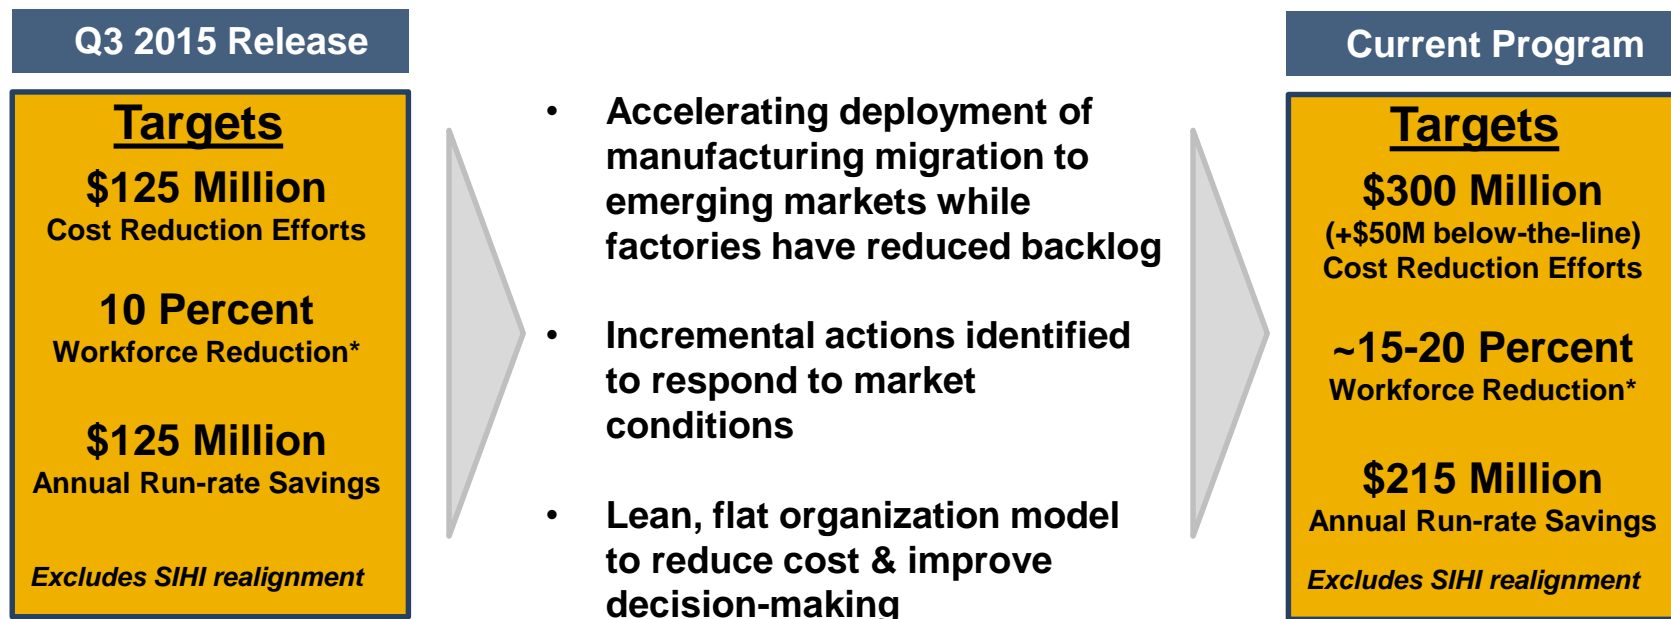 Q3 2015 Release
Targets
$125 Million
Cost Reduction Efforts
10 Percent
Workforce Reduction*
$125 Million
Annual Run-rate Savings
Excludes SIHI realignment
• Accelerating deployment of
manufacturing migration to
emerging markets while
factories have reduced backlog
• Incremental actions identified
to respond to market
conditions
• Lean, flat organization model
to reduce cost & improve
decision-making
Current Program
Targets
$300 Million
(+$50M below-the-line)
Cost Reduction Efforts
~15-20 Percent
Workforce Reduction*
$215 Million
Annual Run-rate Savings
Excludes SIHI realignment